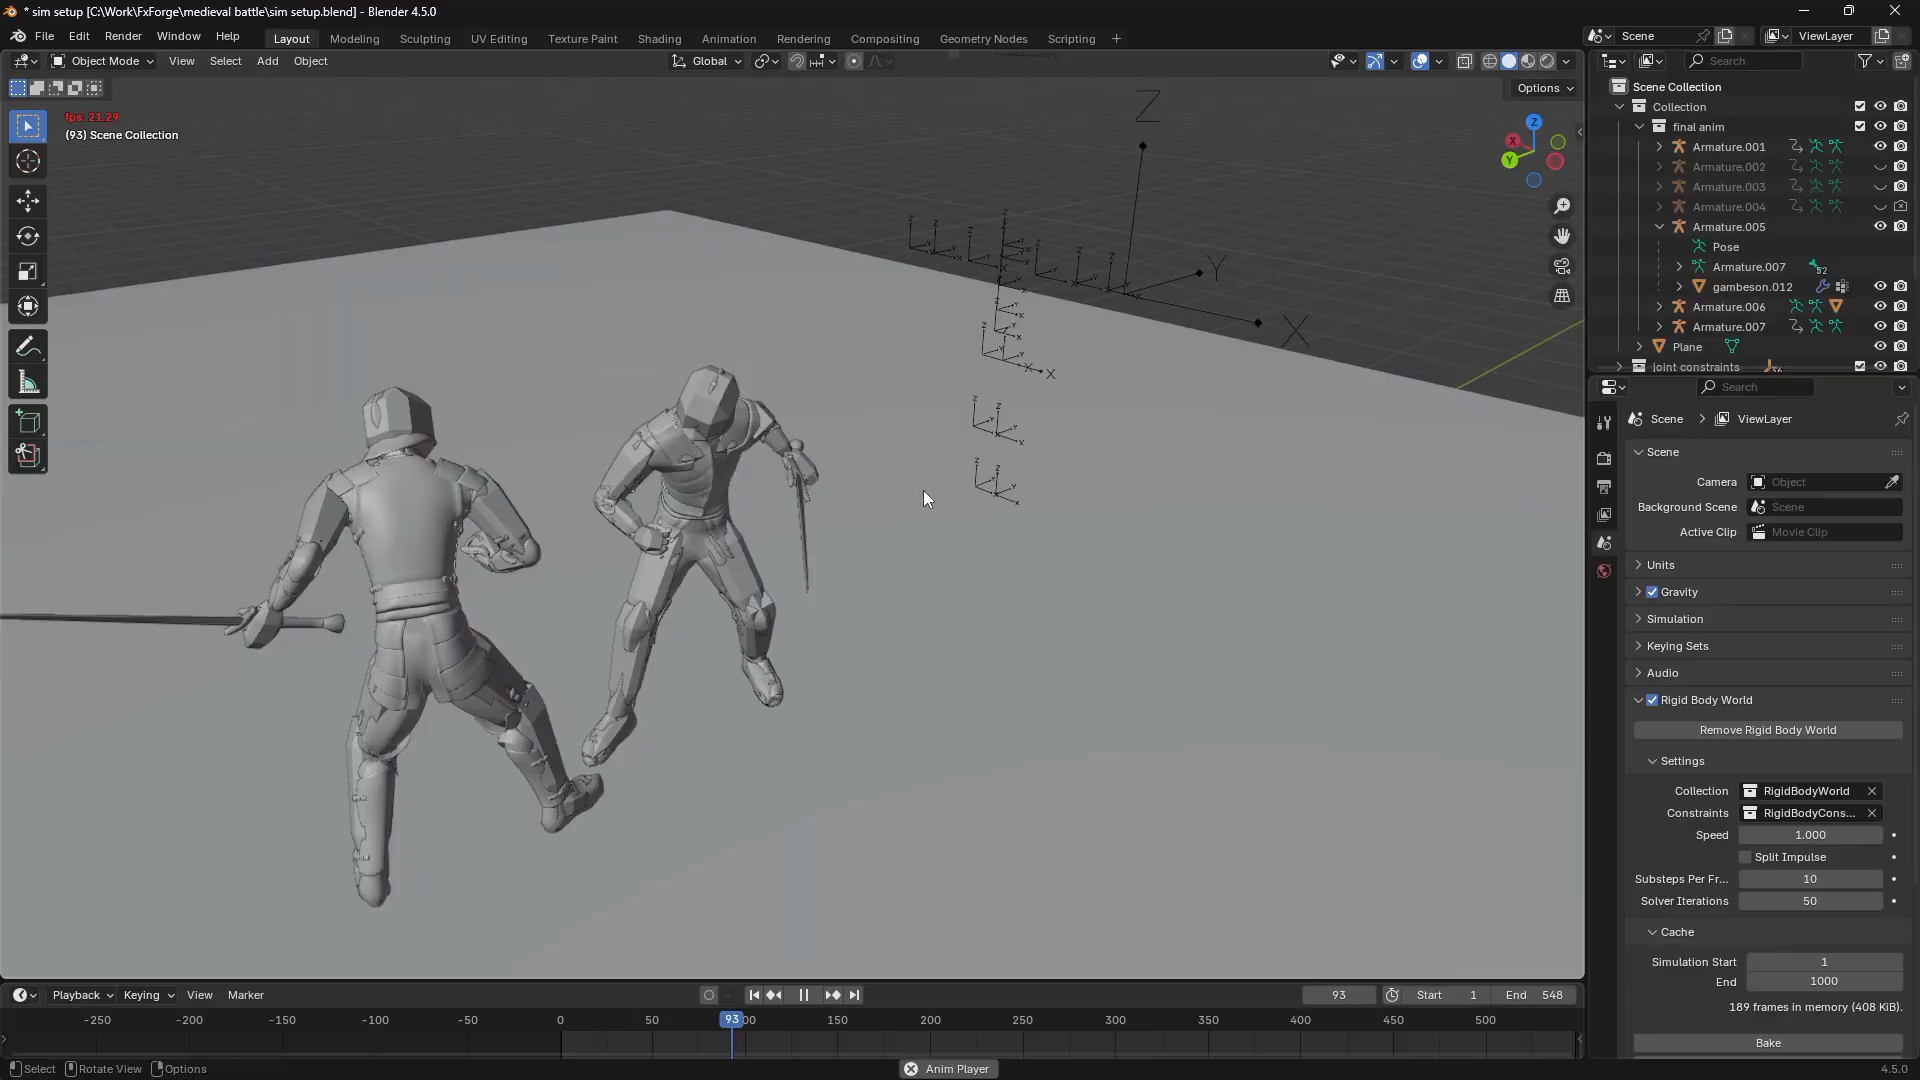 * sim setup [C:\Work\FxForge\medieval battle\sim setup.blend] - Blender 4.5.0
File Edit Render Window Help
Layout Modeling Sculpting UV Editing Texture Paint Shading Animation Rendering Compositing Geometry Nodes Scripting +
Scene
ViewLayer
Object Mode View Select Add Object
Global
Search
Options
fps: 21.29
(93) Scene Collection
Z
Y
X
X
Z
X
Y
Scene Collection
Collection
final anim
Armature.001
Armature.002
Armature.003
Armature.004
Armature.005
Pose
Armature.007
52
gambeson.012
Armature.006
Armature.007
Plane
joint constraints
Search
Scene > ViewLayer
Scene
Camera Object
Background Scene Scene
Active Clip Movie Clip
Units
Gravity
Simulation
Keying Sets
Audio
Rigid Body World
Remove Rigid Body World
Settings
Collection RigidBodyWorld
Constraints RigidBodyCons...
Speed 1.000
Split Impulse
Substeps Per Fr... 10
Solver Iterations 50
Cache
Simulation Start 1
End 1000
189 frames in memory (408 KiB).
Bake
Playback Keying View Marker
93 Start 1 End 548
-250 -200 -150 -100 -50 0 50 93 00 150 200 250 300 350 400 450 500
Select Rotate View Options
Anim Player
4.5.0